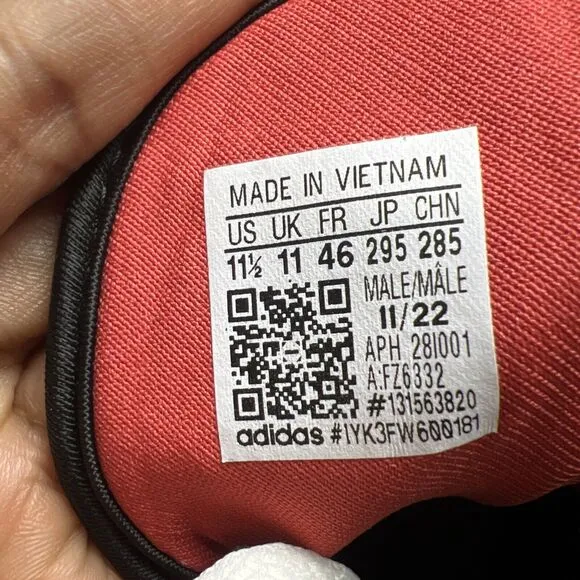 MADE IN VIETNAM
US UK FR JP CHN
11½ 11 46 295 285
MALE/MÂLE
11/22
APH 281001
A.FZ6332
#131563820
adidas #1YK3FW600181